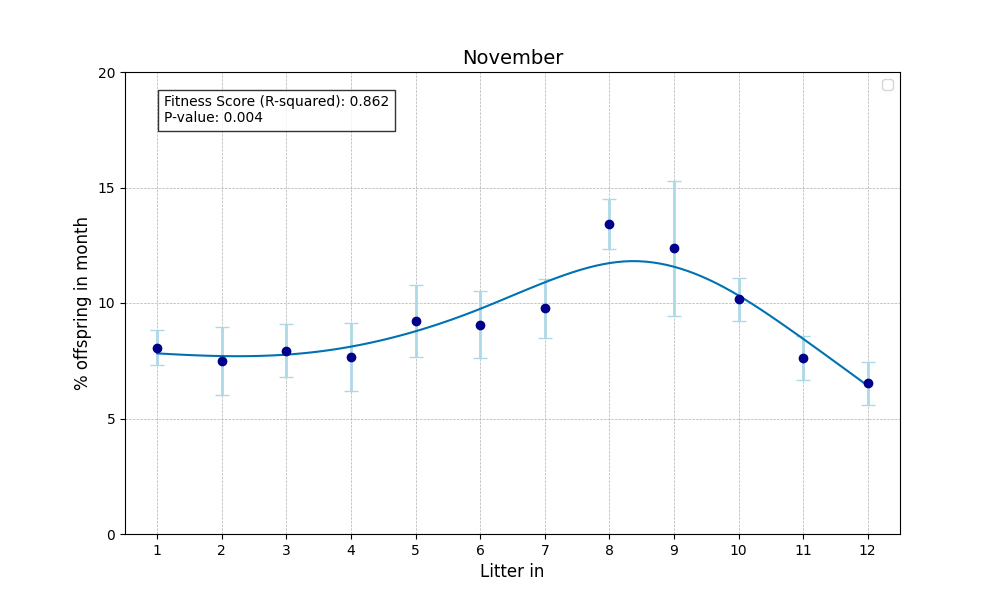 November
Fitness Score (R-squared): 0.862
P-value: 0.004
% offspring in month
20
15
10
5
0
1 2 3 4 5 6 7 8 9 10 11 12
Litter in